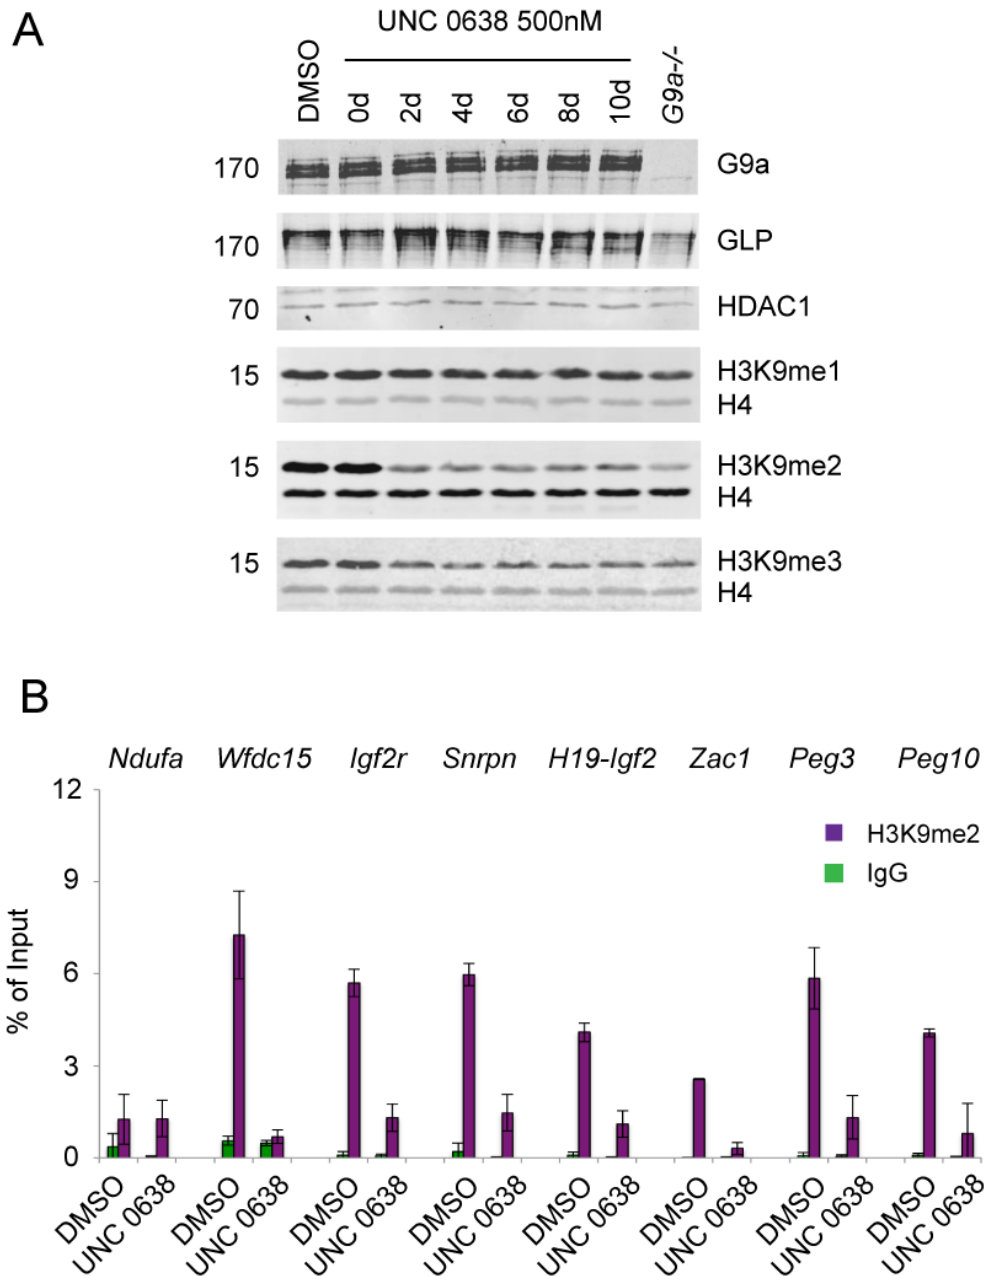 A
UNC 0638 500nM
DMSO 0d 2d 4d 6d 8d 10d G9a-/-
170 G9a
170 GLP
70 HDAC1
15 H3K9me1
H4
15 H3K9me2
H4
15 H3K9me3
H4
B
Ndufa Wfdc15 Igf2r Snrpn H19-Igf2 Zac1 Peg3 Peg10
% of Input
12
9
6
3
0
H3K9me2
IgG
DMSO UNC 0638 DMSO UNC 0638 DMSO UNC 0638 DMSO UNC 0638 DMSO UNC 0638 DMSO UNC 0638 DMSO UNC 0638 DMSO UNC 0638